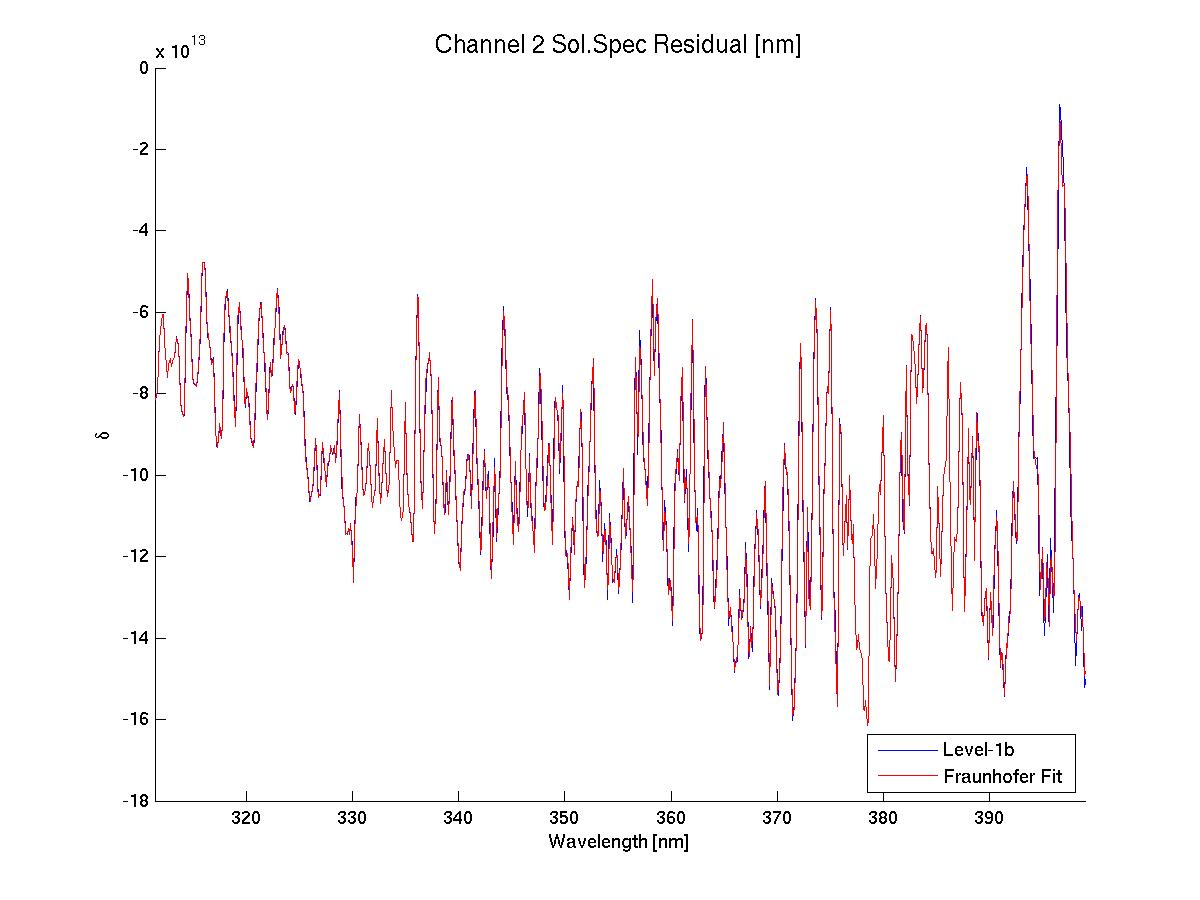 Channel 2 Sol.Spec Residual [nm]
x 10^13
0
-2
-4
-6
-8
-10
-12
-14
-16
-18
δ
320 330 340 350 360 370 380 390
Wavelength [nm]
Level-1b
Fraunhofer Fit